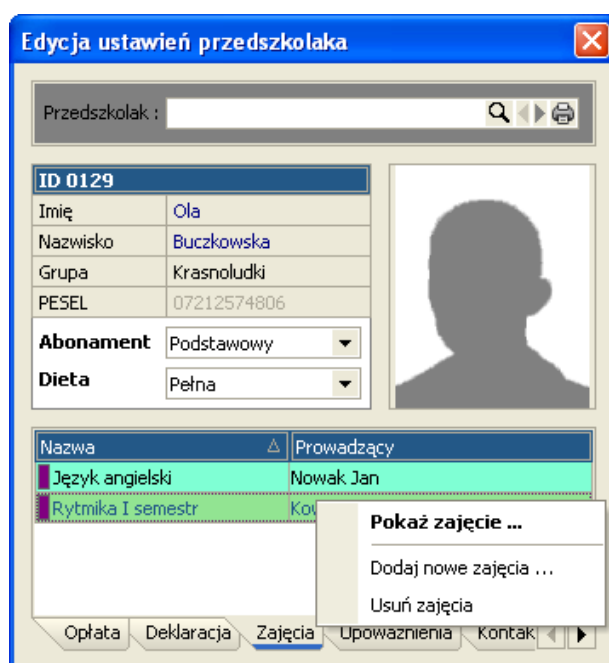 Edycja ustawień przedszkolaka
Przedszkolak :
ID 0129
Imię Ola
Nazwisko Buczkowska
Grupa Krasnoludki
PESEL 07212574806
Abonament Podstawowy
Dieta Pełna
Nazwa Prowadzący
Język angielski Nowak Jan
Rytmika I semestr
Pokaż zajęcie ...
Dodaj nowe zajęcia ...
Usuń zajęcia
Opłata Deklaracja Zajęcia Upoważnienia Kontak